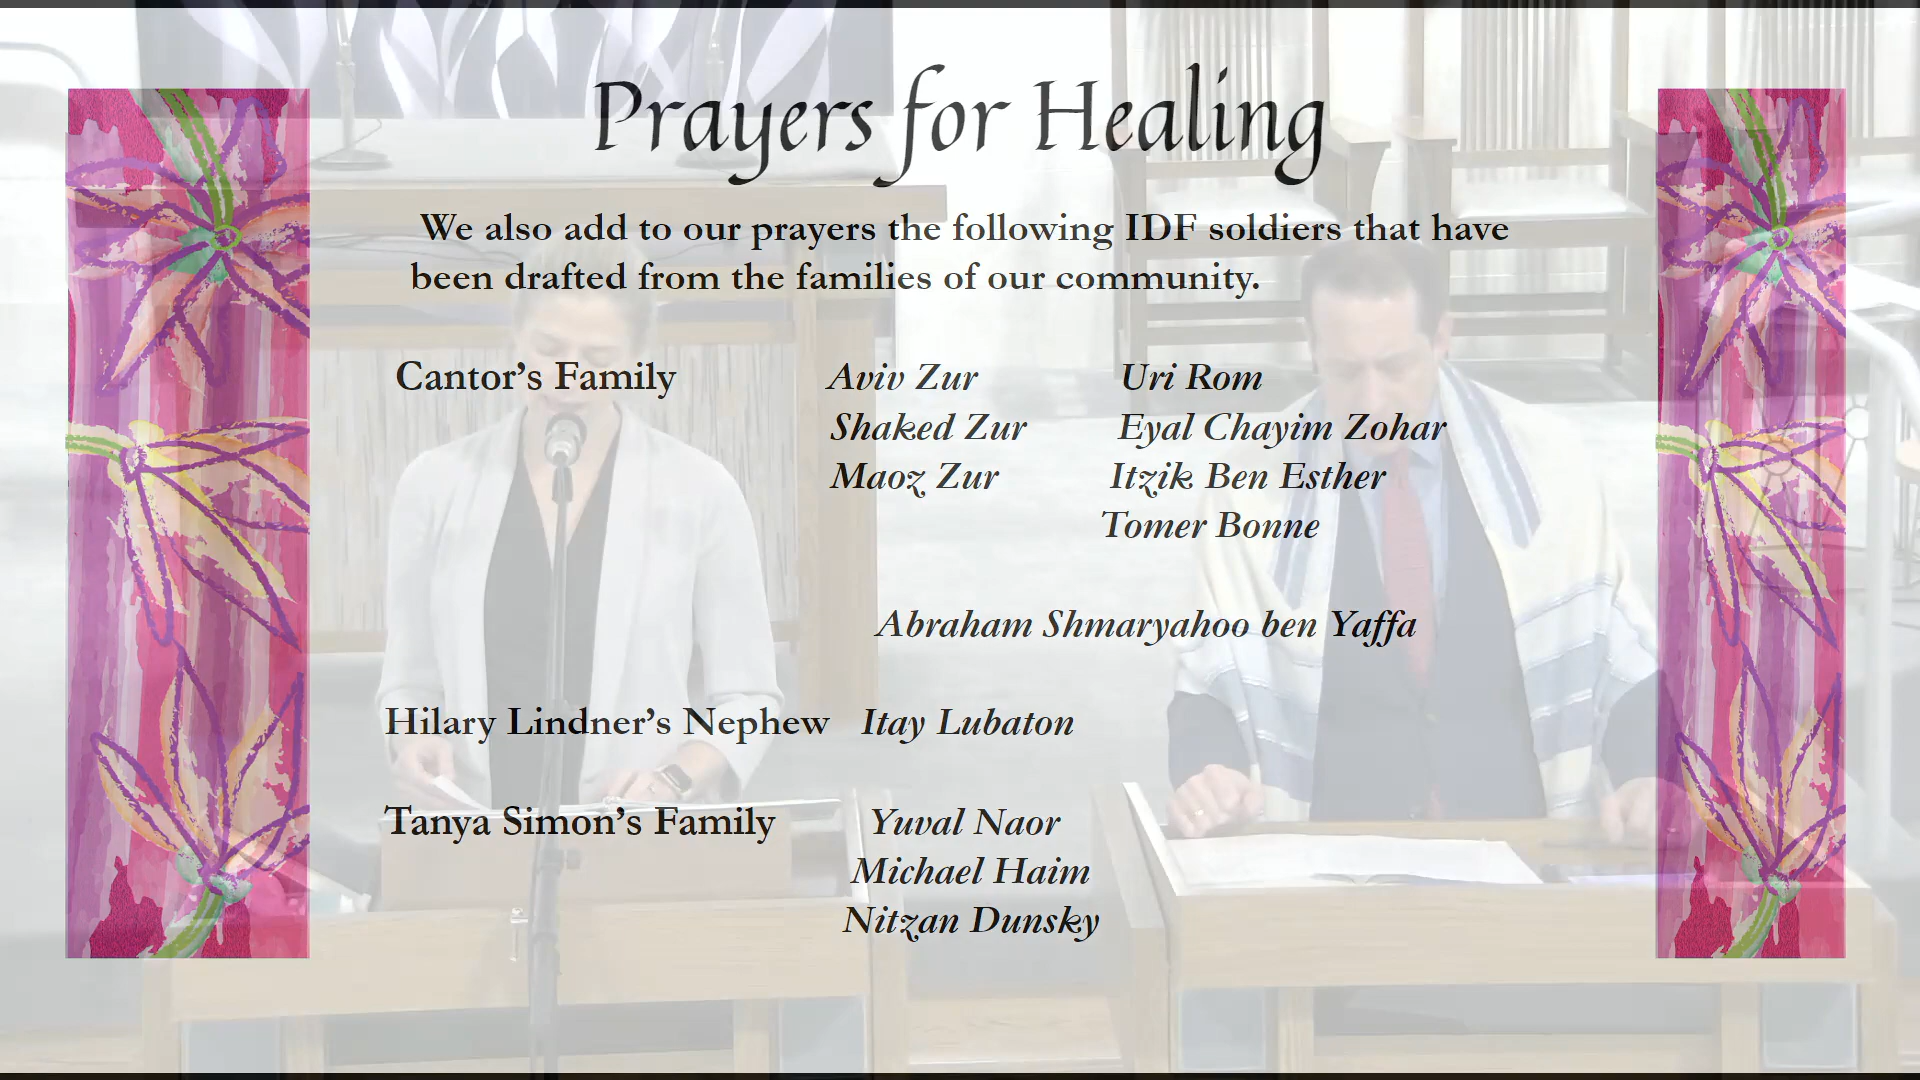 Prayers for Healing
We also add to our prayers the following IDF soldiers that have
been drafted from the families of our community.
Cantor's Family Aviv Zur Uri Rom
Shaked Zur Eyal Chayim Zohar
Maoz Zur Itzik Ben Esther
Tomer Bonne
Abraham Shmaryahoo ben Yaffa
Hilary Lindner's Nephew Itay Lubaton
Tanya Simon's Family Yuval Naor
Michael Haim
Nitzan Dunsky